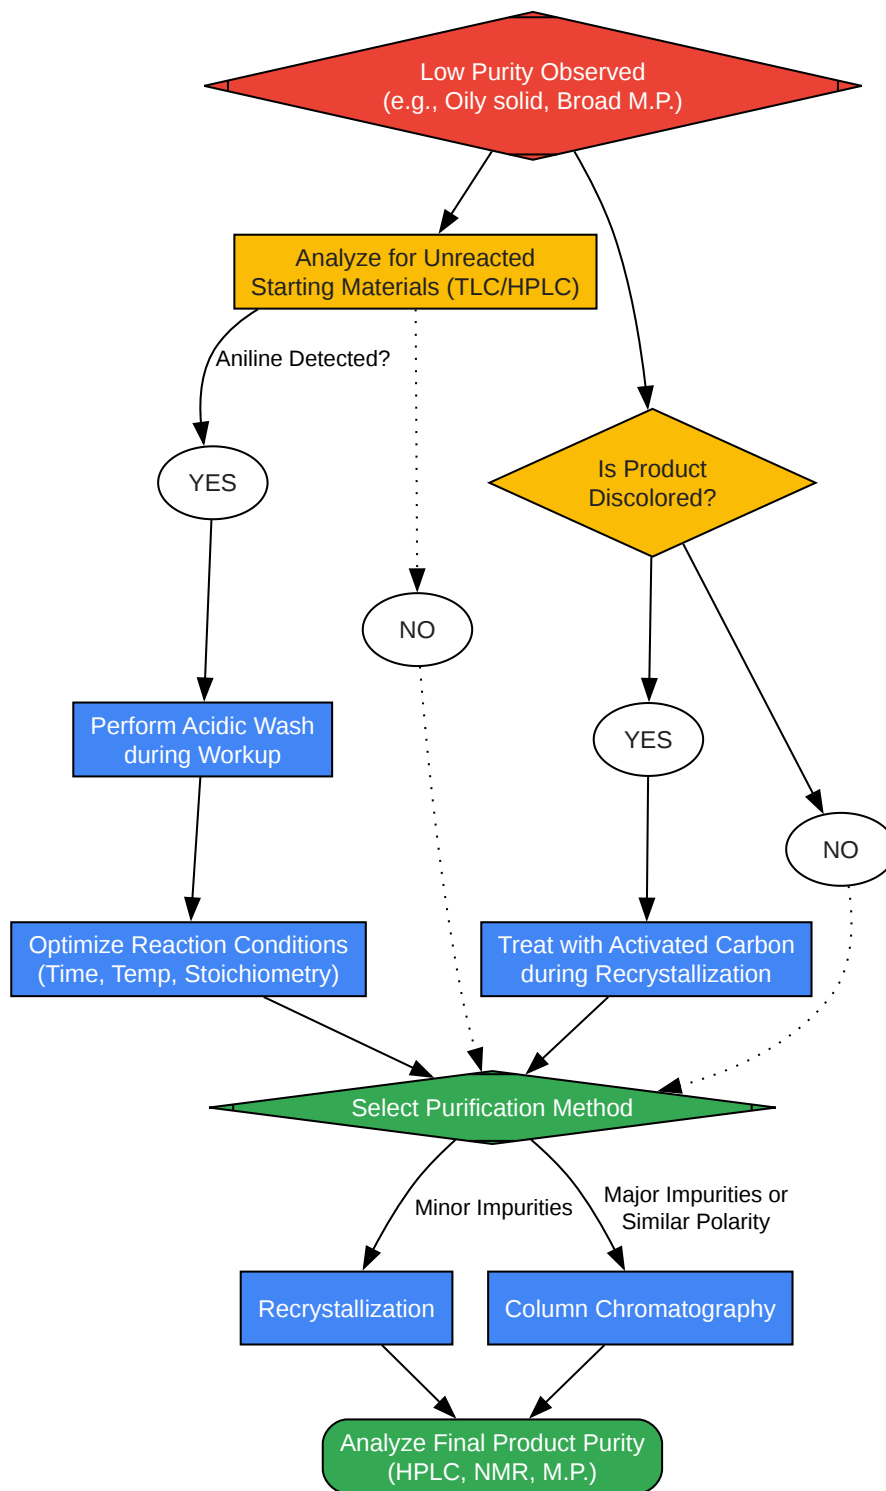 Low Purity Observed
(e.g., Oily solid, Broad M.P.)
Analyze for Unreacted
Starting Materials (TLC/HPLC)
Aniline Detected?
Is Product
Discolored?
YES
NO
YES
NO
Perform Acidic Wash
during Workup
Optimize Reaction Conditions
(Time, Temp, Stoichiometry)
Treat with Activated Carbon
during Recrystallization
Select Purification Method
Minor Impurities
Major Impurities or
Similar Polarity
Recrystallization
Column Chromatography
Analyze Final Product Purity
(HPLC, NMR, M.P.)